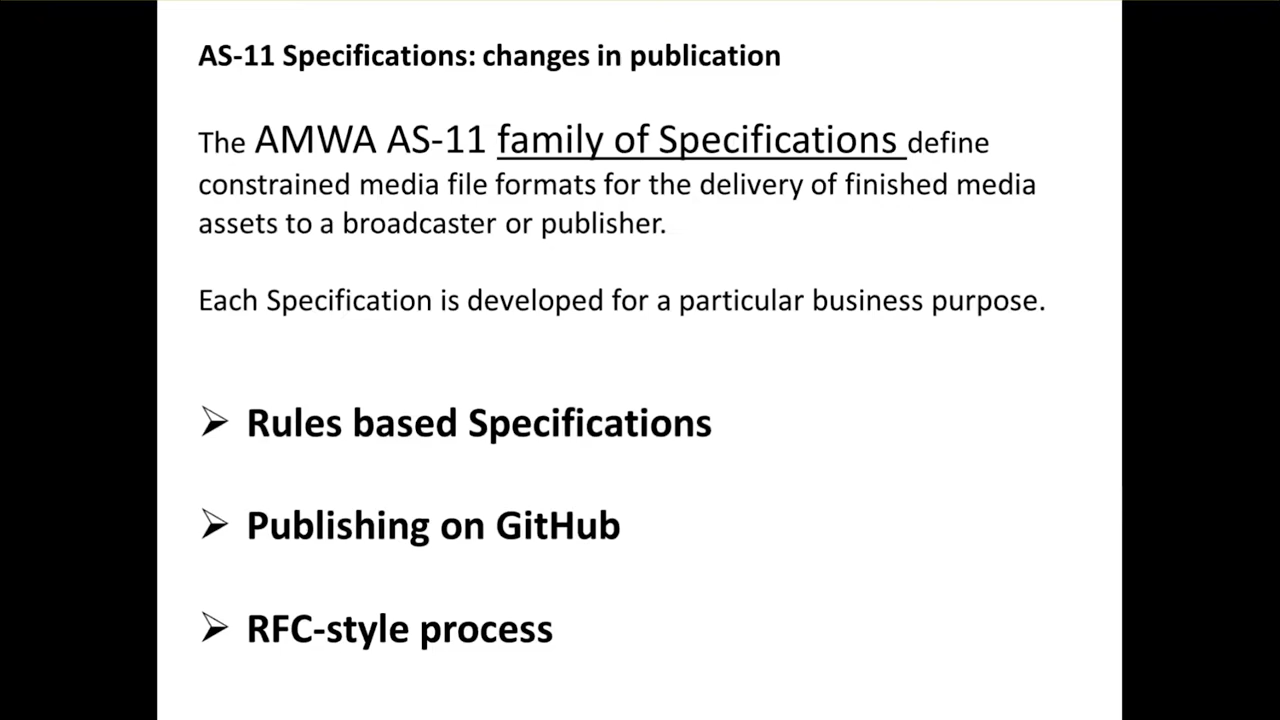 AS-11 Specifications: changes in publication
The AMWA AS-11 family of Specifications define
constrained media file formats for the delivery of finished media
assets to a broadcaster or publisher.
Each Specification is developed for a particular business purpose.
➢ Rules based Specifications
➢ Publishing on GitHub
➢ RFC-style process